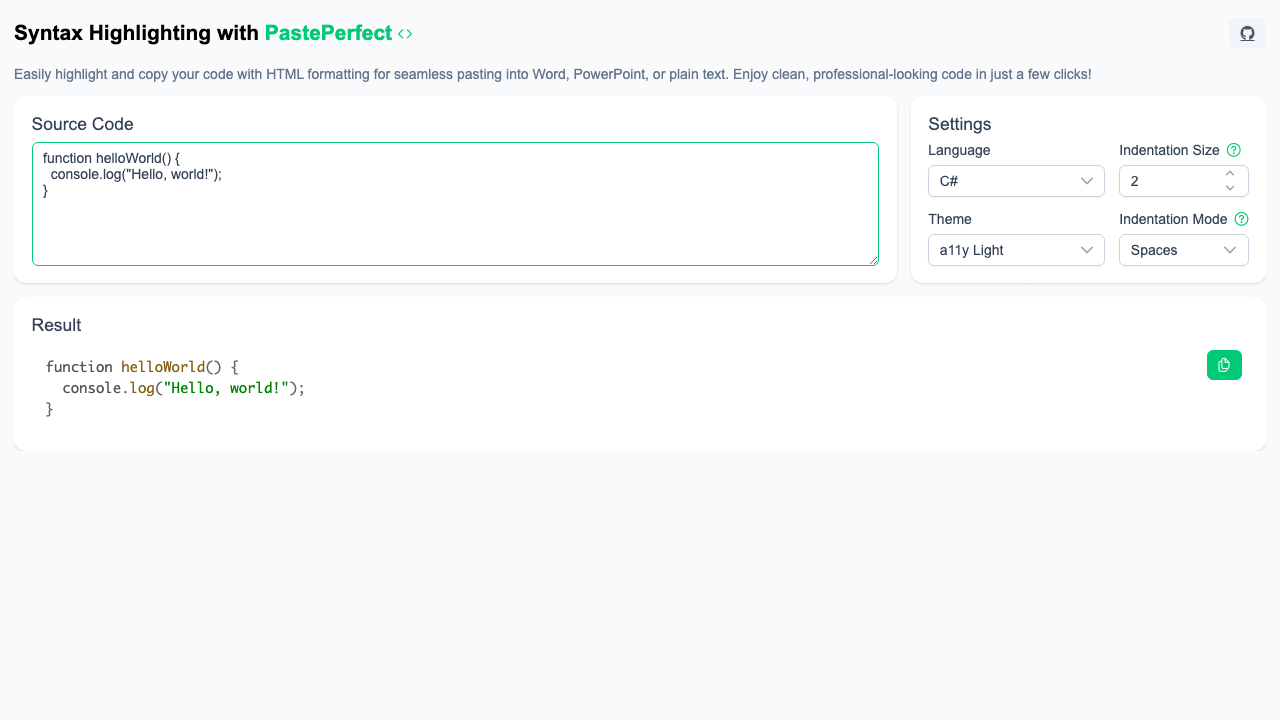 Syntax Highlighting with PastePerfect
Easily highlight and copy your code with HTML formatting for seamless pasting into Word, PowerPoint, or plain text. Enjoy clean, professional-looking code in just a few clicks!
Source Code
function helloWorld() {
  console.log("Hello, world!");
}
Settings
Language
Indentation Size
C#
2
Theme
Indentation Mode
a11y Light
Spaces
Result
function helloWorld() {
  console.log("Hello, world!");
}